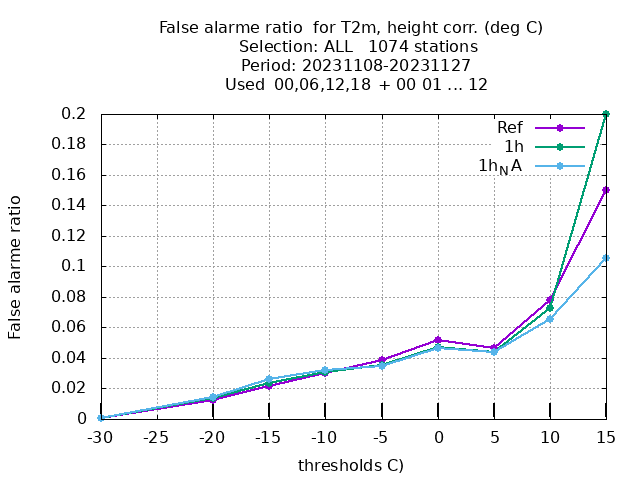 False alarme ratio  for T2m, height corr. (deg C)
Selection: ALL   1074 stations
Period: 20231108-20231127
Used  00,06,12,18  + 00 01 ... 12
Ref
1h
1h_NA
False alarme ratio
0.2
0.18
0.16
0.14
0.12
0.1
0.08
0.06
0.04
0.02
0
-30 -25 -20 -15 -10 -5 0 5 10 15
thresholds C)